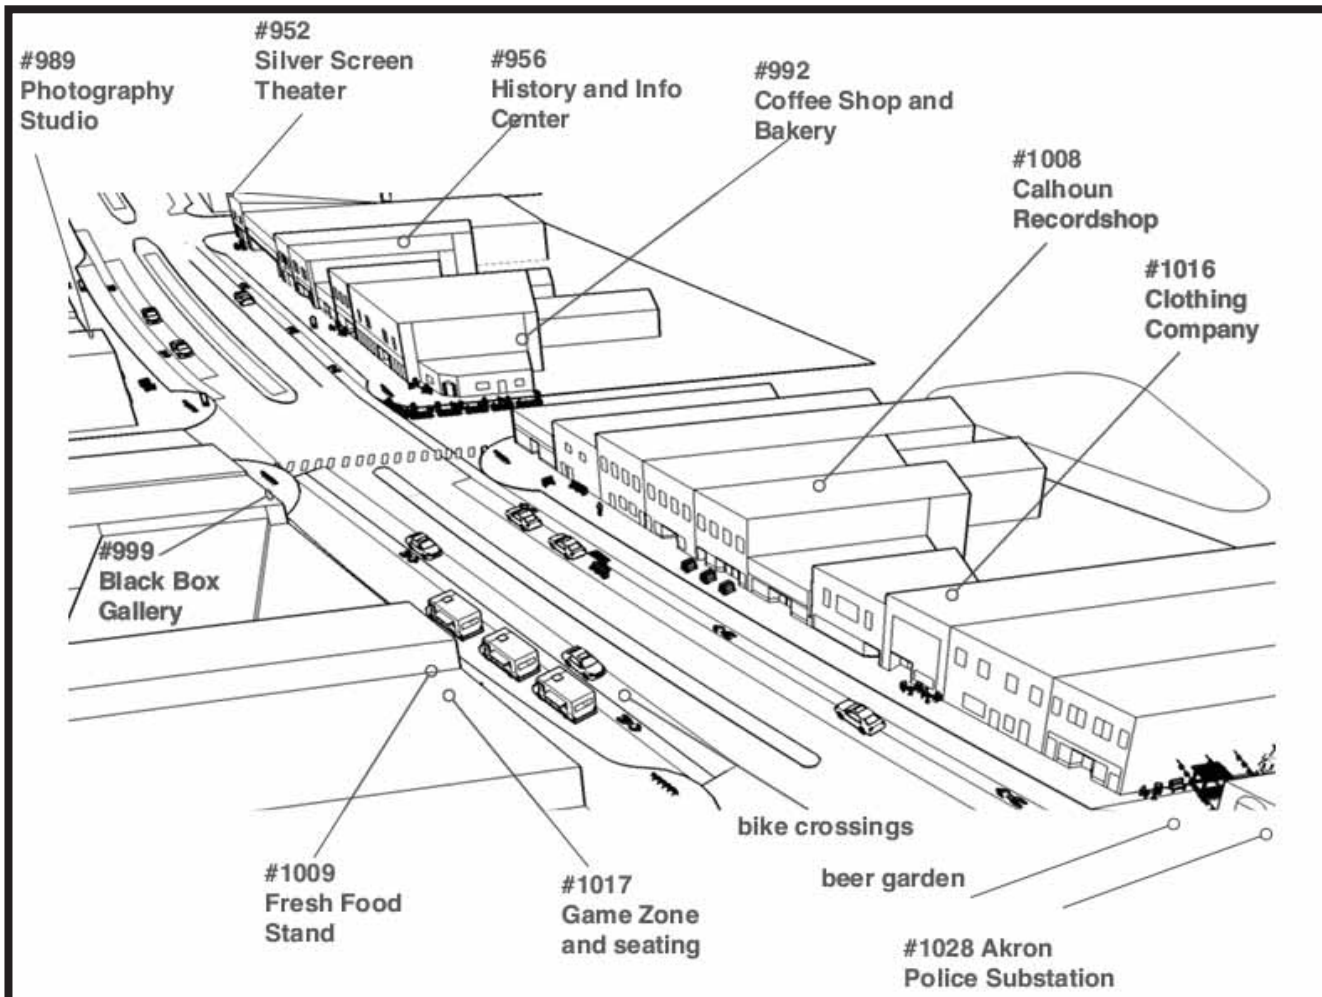 #952
Silver Screen
Theater
#989
Photography
Studio
#956
History and Info
Center
#992
Coffee Shop and
Bakery
#1008
Calhoun
Recordshop
#1016
Clothing
Company
#999
Black Box
Gallery
bike crossings
beer garden
#1009
Fresh Food
Stand
#1017
Game Zone
and seating
#1028 Akron
Police Substation